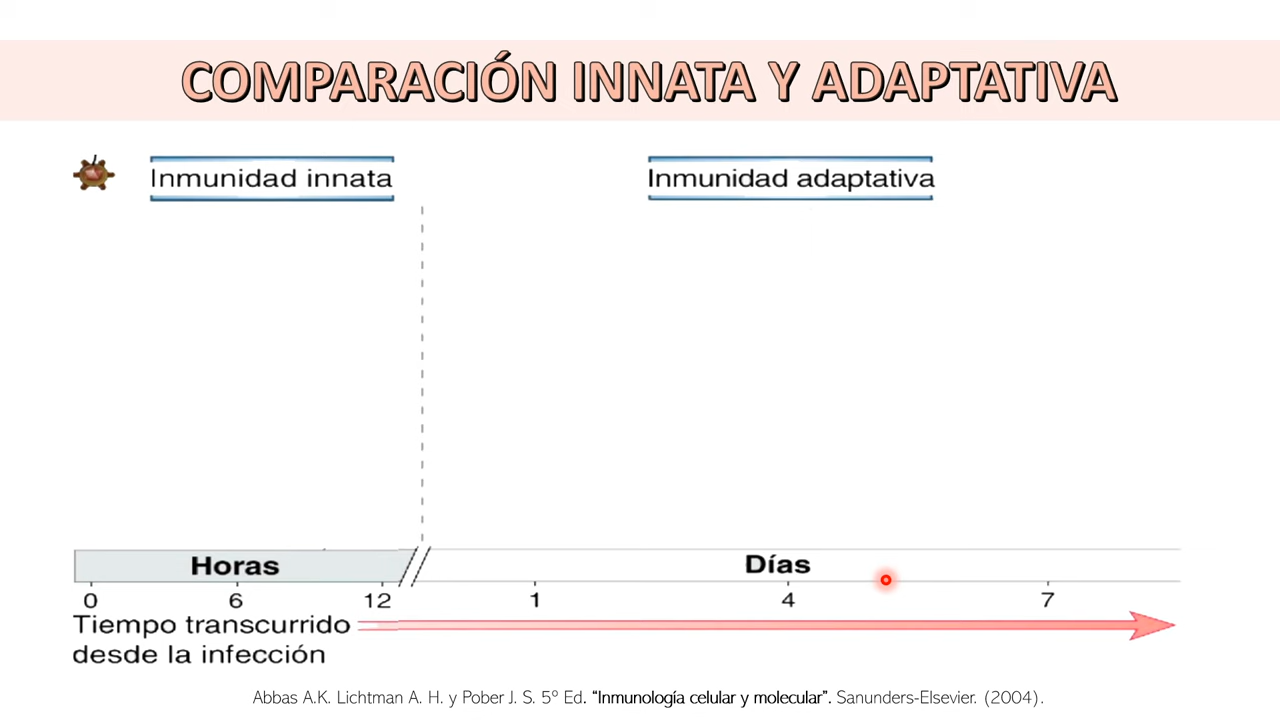 COMPARACIÓN INNATA Y ADAPTATIVA
Inmunidad innata
Inmunidad adaptativa
Horas
Días
0 6 12 1 4 7
Tiempo transcurrido
desde la infección
Abbas A.K. Lichtman A. H. y Pober J. S. 5º Ed. “Inmunología celular y molecular”. Sanunders-Elsevier. (2004).